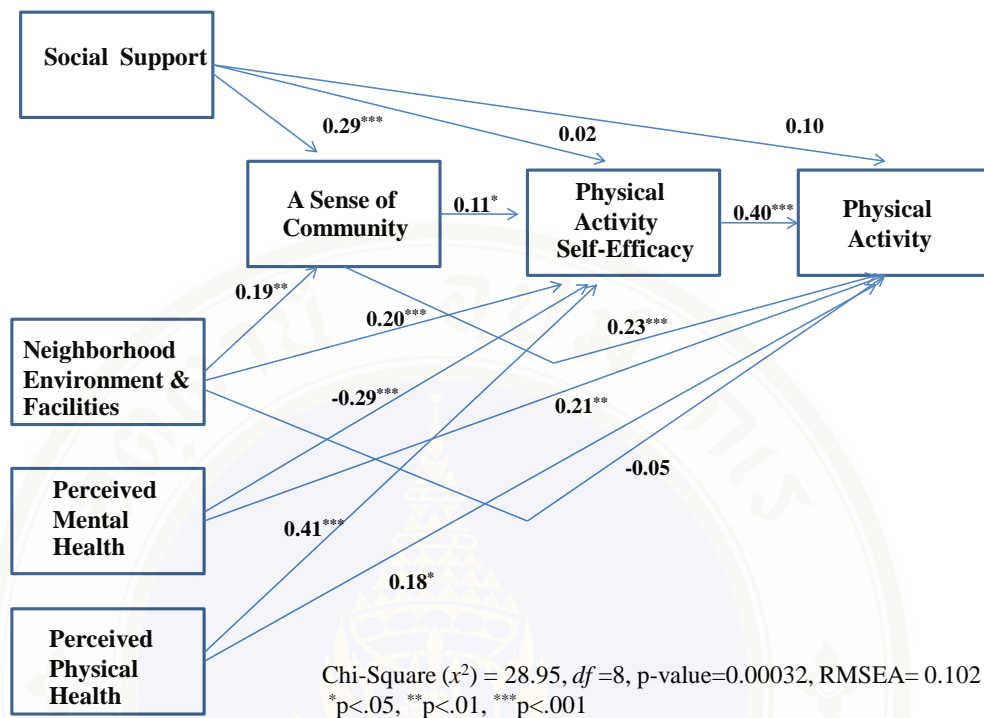 Social Support
0.29***
0.02
0.10
A Sense of
Community
0.11*
Physical
Activity
Self-Efficacy
0.40***
Physical
Activity
0.19**
0.20***
0.23***
Neighborhood
Environment &
Facilities
-0.29***
0.21**
-0.05
Perceived
Mental
Health
0.41***
0.18*
Perceived
Physical
Health
Chi-Square (x²) = 28.95, df =8, p-value=0.00032, RMSEA= 0.102
*p<.05, **p<.01, ***p<.001